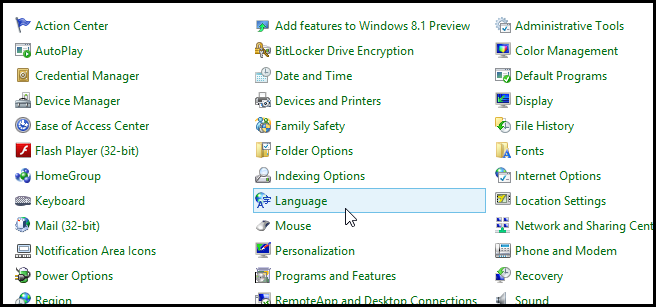 Action Center
Add features to Windows 8.1 Preview
Administrative Tools
AutoPlay
BitLocker Drive Encryption
Color Management
Credential Manager
Date and Time
Default Programs
Device Manager
Devices and Printers
Display
Ease of Access Center
Family Safety
File History
Flash Player (32-bit)
Folder Options
Fonts
HomeGroup
Indexing Options
Internet Options
Keyboard
Language
Location Settings
Mail (32-bit)
Mouse
Network and Sharing Cent
Notification Area Icons
Personalization
Phone and Modem
Power Options
Programs and Features
Recovery
Region
RemoteApp and Desktop Connections
Sound